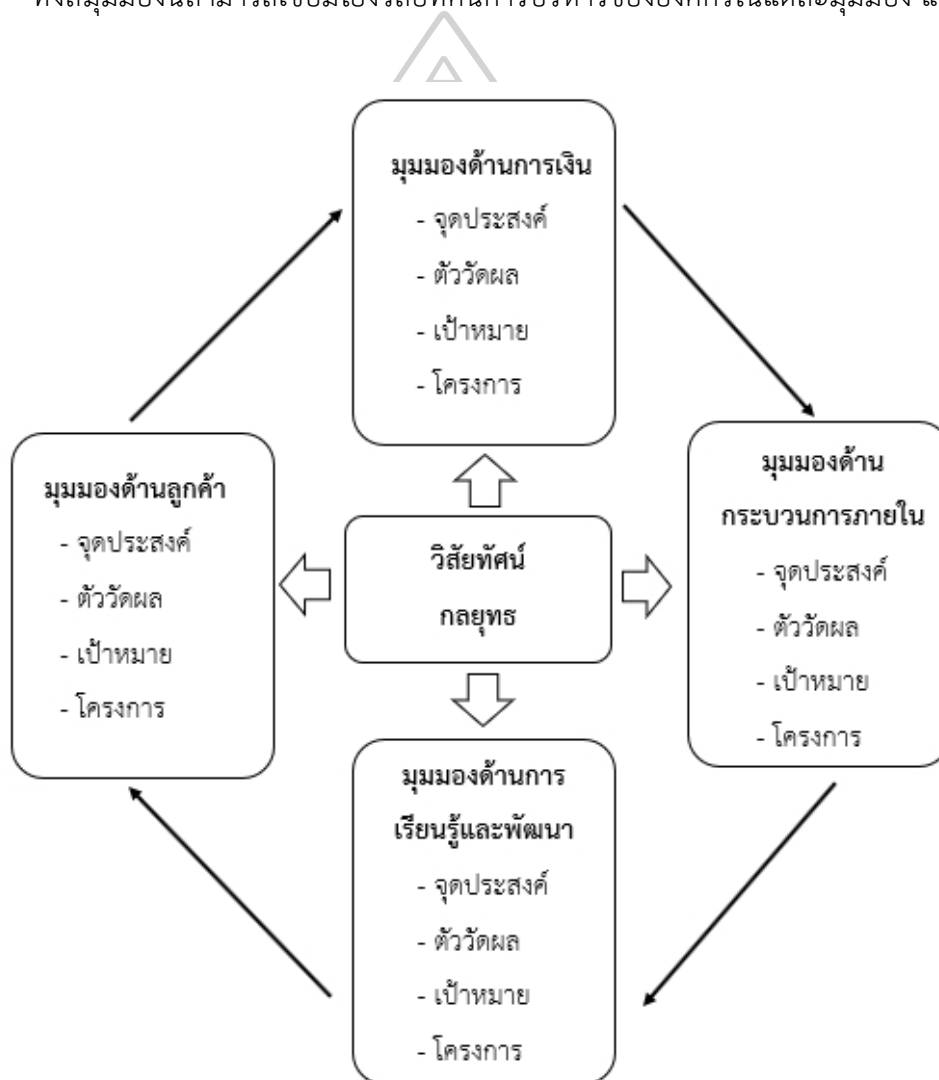 มุมมองด้านการเงิน
- จุดประสงค์
- ตัววัดผล
- เป้าหมาย
- โครงการ
มุมมองด้านลูกค้า
- จุดประสงค์
- ตัววัดผล
- เป้าหมาย
- โครงการ
วิสัยทัศน์
กลยุทธ
มุมมองด้าน
กระบวนการภายใน
- จุดประสงค์
- ตัววัดผล
- เป้าหมาย
- โครงการ
มุมมองด้านการ
เรียนรู้และพัฒนา
- จุดประสงค์
- ตัววัดผล
- เป้าหมาย
- โครงการ